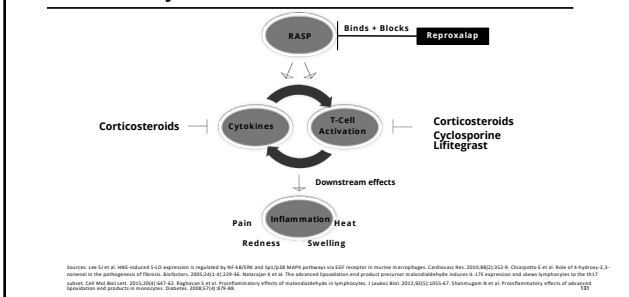 RASP
Binds + Blocks
Reproxalap
Corticosteroids
Cytokines
T-Cell
Activation
Corticosteroids
Cyclosporine
Lifitegrast
Downstream effects
Pain
Inflammation
Heat
Redness
Swelling
Sources: Lee SJ et al. HNE-induced 5-LO expression is regulated by NF-kB/ERK and Sp1/p38 MAPK pathways via EGF receptor in murine macrophages. Cardiovasc Res. 2010;88(2):352-9. Chiarpotto E et al. Role of 4-hydroxy-2,3-
nonenal in the pathogenesis of fibrosis. Biofactors. 2005;24(1-4):229-36. Natarajan K et al. The advanced lipoxidation end product precursor malondialdehyde induces IL-17E expression and skews lymphocytes to the th17
subset. Cell Mol Biol Lett. 2015;20(4):647-62. Raghavan S et al. Proinflammatory effects of malondialdehyde in lymphocytes. J Leukoc Biol. 2012;92(5):1055-67. Shanmugam N et al. Proinflammatory effects of advanced
lipoxidation end products in monocytes. Diabetes. 2008;57(4):879-88.
131